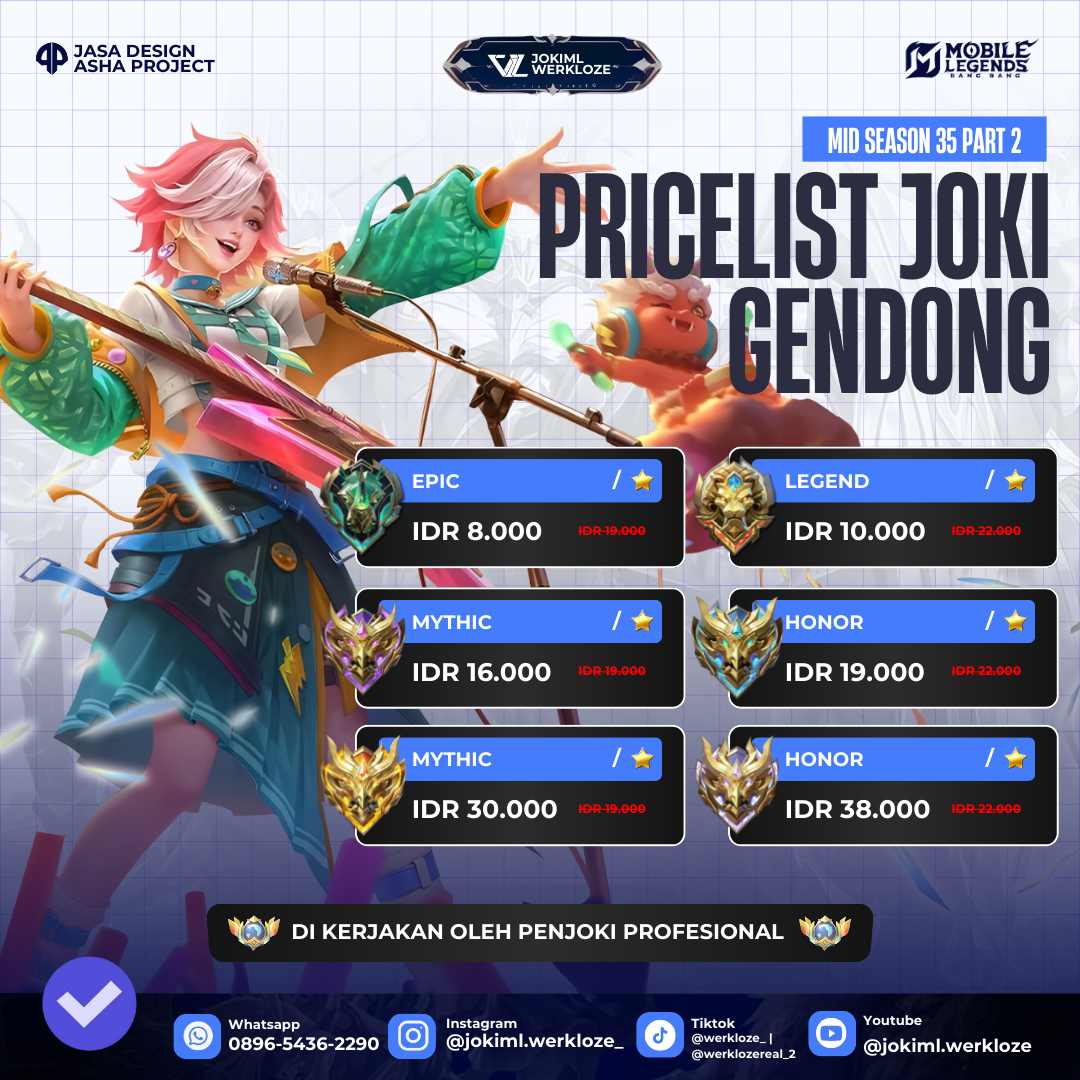 JASA DESIGN
ASHA PROJECT
VL JOKIML
WERKLOZE
MOBILE
LEGENDS
BANG BANG
MID SEASON 35 PART 2
PRICELIST JOKI
GENDONG
EPIC /
IDR 8.000 IDR 19.000
LEGEND /
IDR 10.000 IDR 22.000
MYTHIC /
IDR 16.000 IDR 19.000
HONOR /
IDR 19.000 IDR 22.000
MYTHIC /
IDR 30.000 IDR 19.000
HONOR /
IDR 38.000 IDR 22.000
DI KERJAKAN OLEH PENJOKI PROFESIONAL
Whatsapp
0896-5436-2290
Instagram
@jokiml.werkloze_
Tiktok
@werkloze_ |
@werklozereal_2
Youtube
@jokiml.werkloze